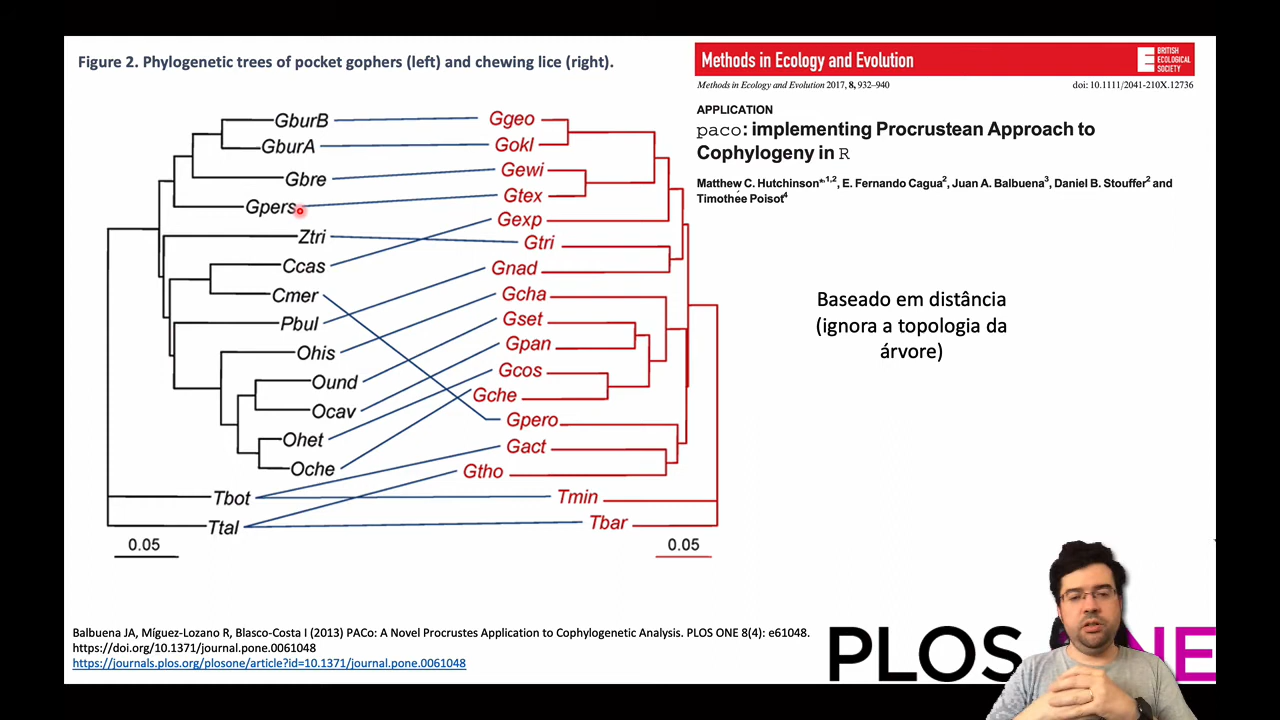 Figure 2. Phylogenetic trees of pocket gophers (left) and chewing lice (right).
GburB
GburA
Gbre
Gpers
Ztri
Ccas
Cmer
Pbul
Ohis
Ound
Ocav
Ohet
Oche
Tbot
Ttal
0.05
Ggeo
Gokl
Gewi
Gtex
Gexp
Gtri
Gnad
Gcha
Gset
Gpan
Gcos
Gche
Gpero
Gact
Gtho
Tmin
Tbar
0.05
Methods in Ecology and Evolution
BRITISH
ECOLOGICAL
SOCIETY
Methods in Ecology and Evolution 2017, 8, 932–940
doi: 10.1111/2041-210X.12736
APPLICATION
paco: implementing Procrustean Approach to
Cophylogeny in R
Matthew C. Hutchinson*,1,2, E. Fernando Cagua2, Juan A. Balbuena3, Daniel B. Stouffer2 and
Timothée Poisot4
Baseado em distância
(ignora a topologia da
árvore)
Balbuena JA, Míguez-Lozano R, Blasco-Costa I (2013) PACo: A Novel Procrustes Application to Cophylogenetic Analysis. PLOS ONE 8(4): e61048.
https://doi.org/10.1371/journal.pone.0061048
https://journals.plos.org/plosone/article?id=10.1371/journal.pone.0061048
PLOS ONE